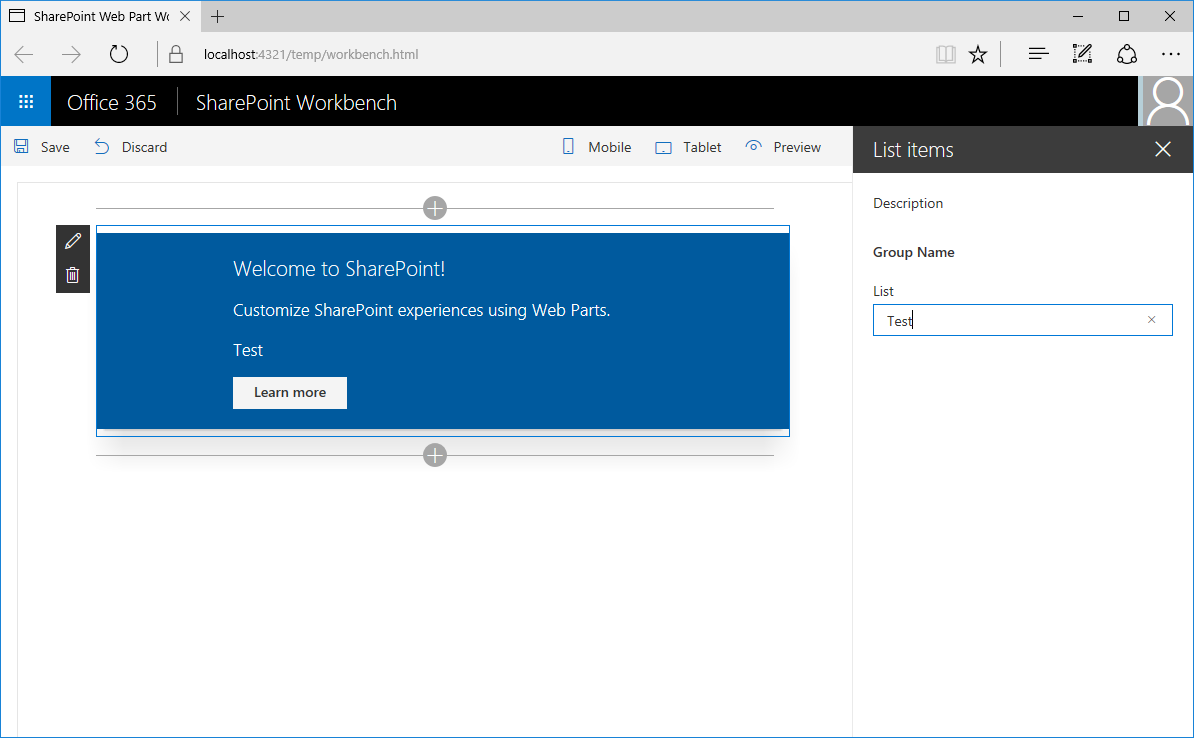 SharePoint Web Part Wo
localhost:4321/temp/workbench.html
Office 365 SharePoint Workbench
Save Discard Mobile Tablet Preview
List items
Description
Group Name
List
Test
Welcome to SharePoint!
Customize SharePoint experiences using Web Parts.
Test
Learn more